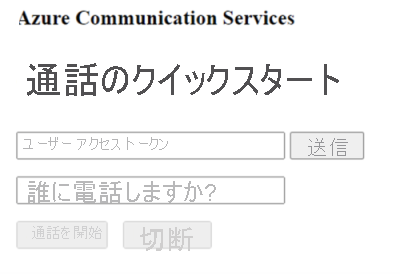 Azure Communication Services
通話のクイックスタート
ユーザー アクセス トークン 送信
誰に電話しますか?
通話を開始 切断